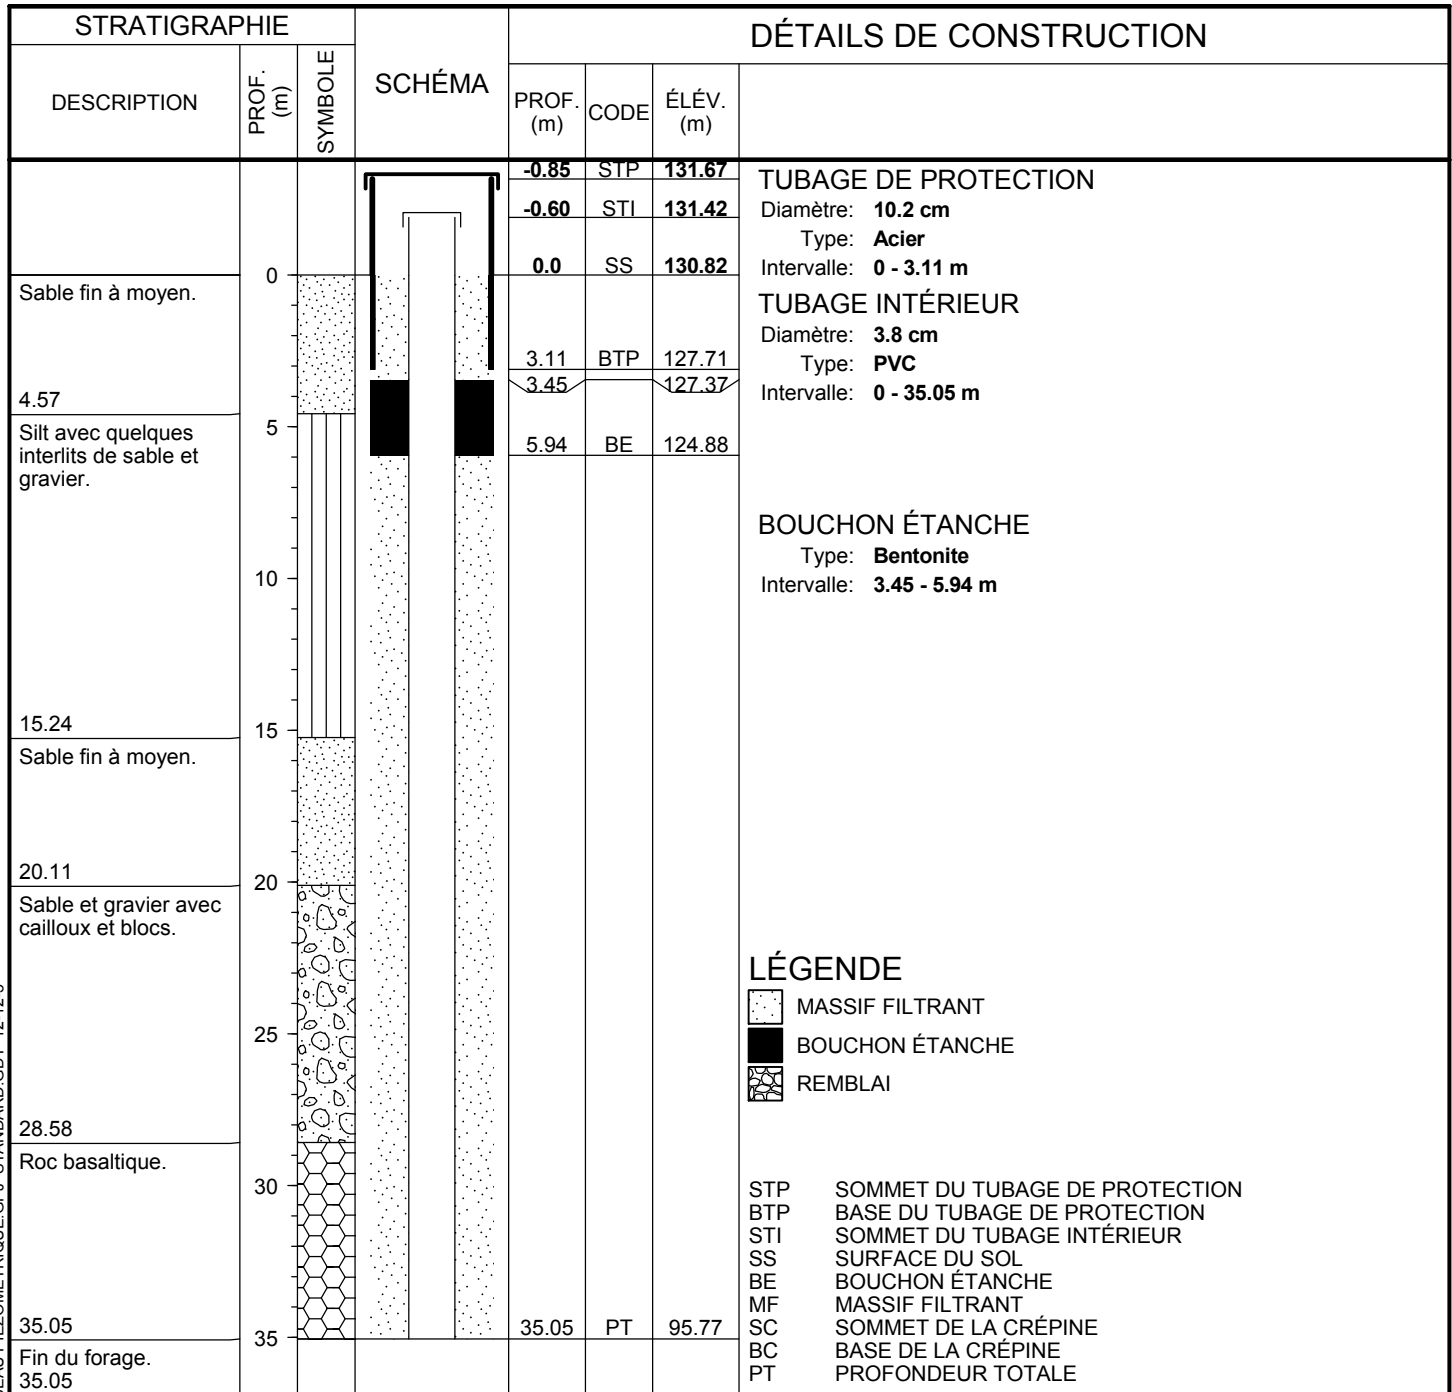 STRATIGRAPHIE
DESCRIPTION
PROF. (m)
SYMBOLE
SCHÉMA
DÉTAILS DE CONSTRUCTION
PROF. (m)
CODE
ÉLÉV. (m)
-0.85 STP 131.67
-0.60 STI 131.42
0.0 SS 130.82
3.11 BTP 127.71
3.45 127.37
5.94 BE 124.88
35.05 PT 95.77
Sable fin à moyen.
4.57
Silt avec quelques
interlits de sable et
gravier.
15.24
Sable fin à moyen.
20.11
Sable et gravier avec
cailloux et blocs.
28.58
Roc basaltique.
35.05
Fin du forage.
35.05
0
5
10
15
20
25
30
35
TUBAGE DE PROTECTION
Diamètre: 10.2 cm
Type: Acier
Intervalle: 0 - 3.11 m
TUBAGE INTÉRIEUR
Diamètre: 3.8 cm
Type: PVC
Intervalle: 0 - 35.05 m
BOUCHON ÉTANCHE
Type: Bentonite
Intervalle: 3.45 - 5.94 m
LÉGENDE
MASSIF FILTRANT
BOUCHON ÉTANCHE
REMBLAI
STP SOMMET DU TUBAGE DE PROTECTION
BTP BASE DU TUBAGE DE PROTECTION
STI SOMMET DU TUBAGE INTÉRIEUR
SS SURFACE DU SOL
BE BOUCHON ÉTANCHE
MF MASSIF FILTRANT
SC SOMMET DE LA CRÉPINE
BC BASE DE LA CRÉPINE
PT PROFONDEUR TOTALE